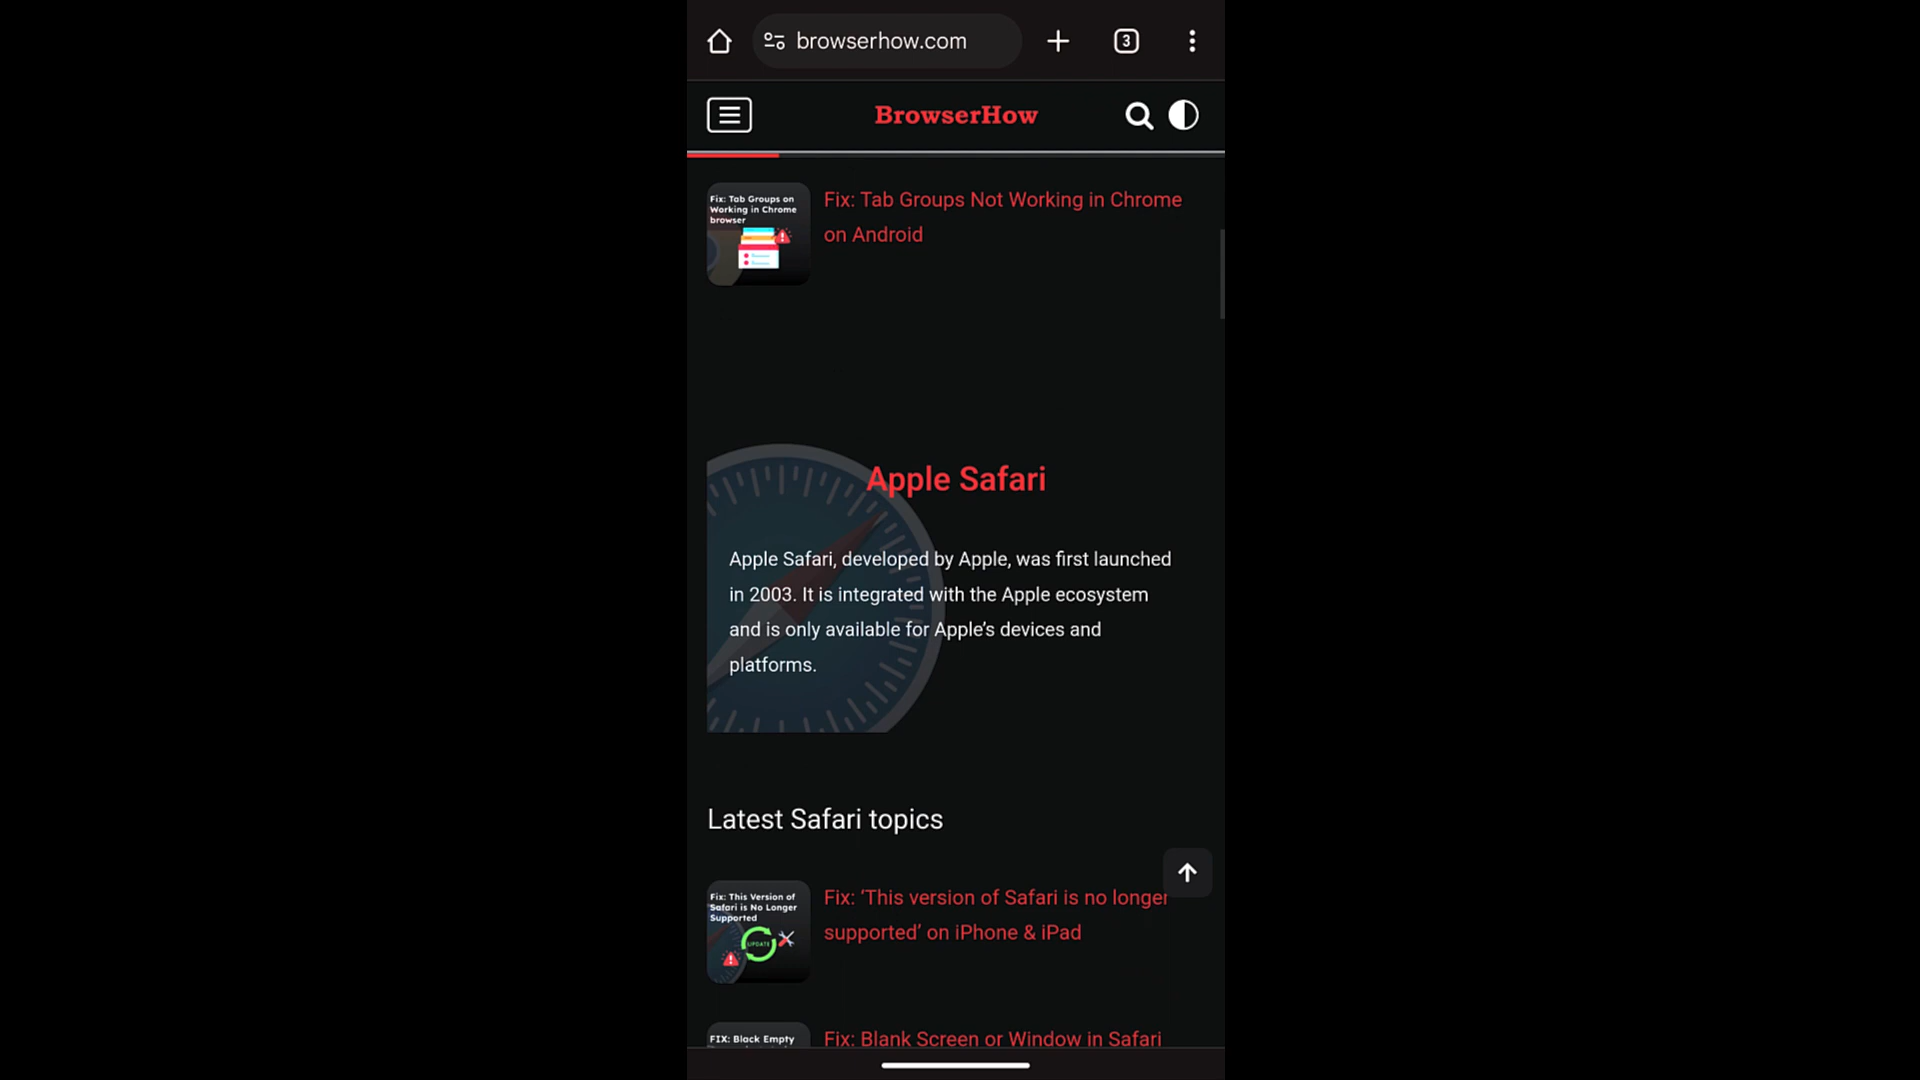 browserhow.com
3
BrowserHow
Fix: Tab Groups on
Working in Chrome
browser
Fix: Tab Groups Not Working in Chrome
on Android
Apple Safari
Apple Safari, developed by Apple, was first launched
in 2003. It is integrated with the Apple ecosystem
and is only available for Apple’s devices and
platforms.
Latest Safari topics
Fix: This Version of
Safari is No Longer
Supported
UPDATE
Fix: ‘This version of Safari is no longer
supported’ on iPhone & iPad
FIX: Black Empty
Fix: Blank Screen or Window in Safari